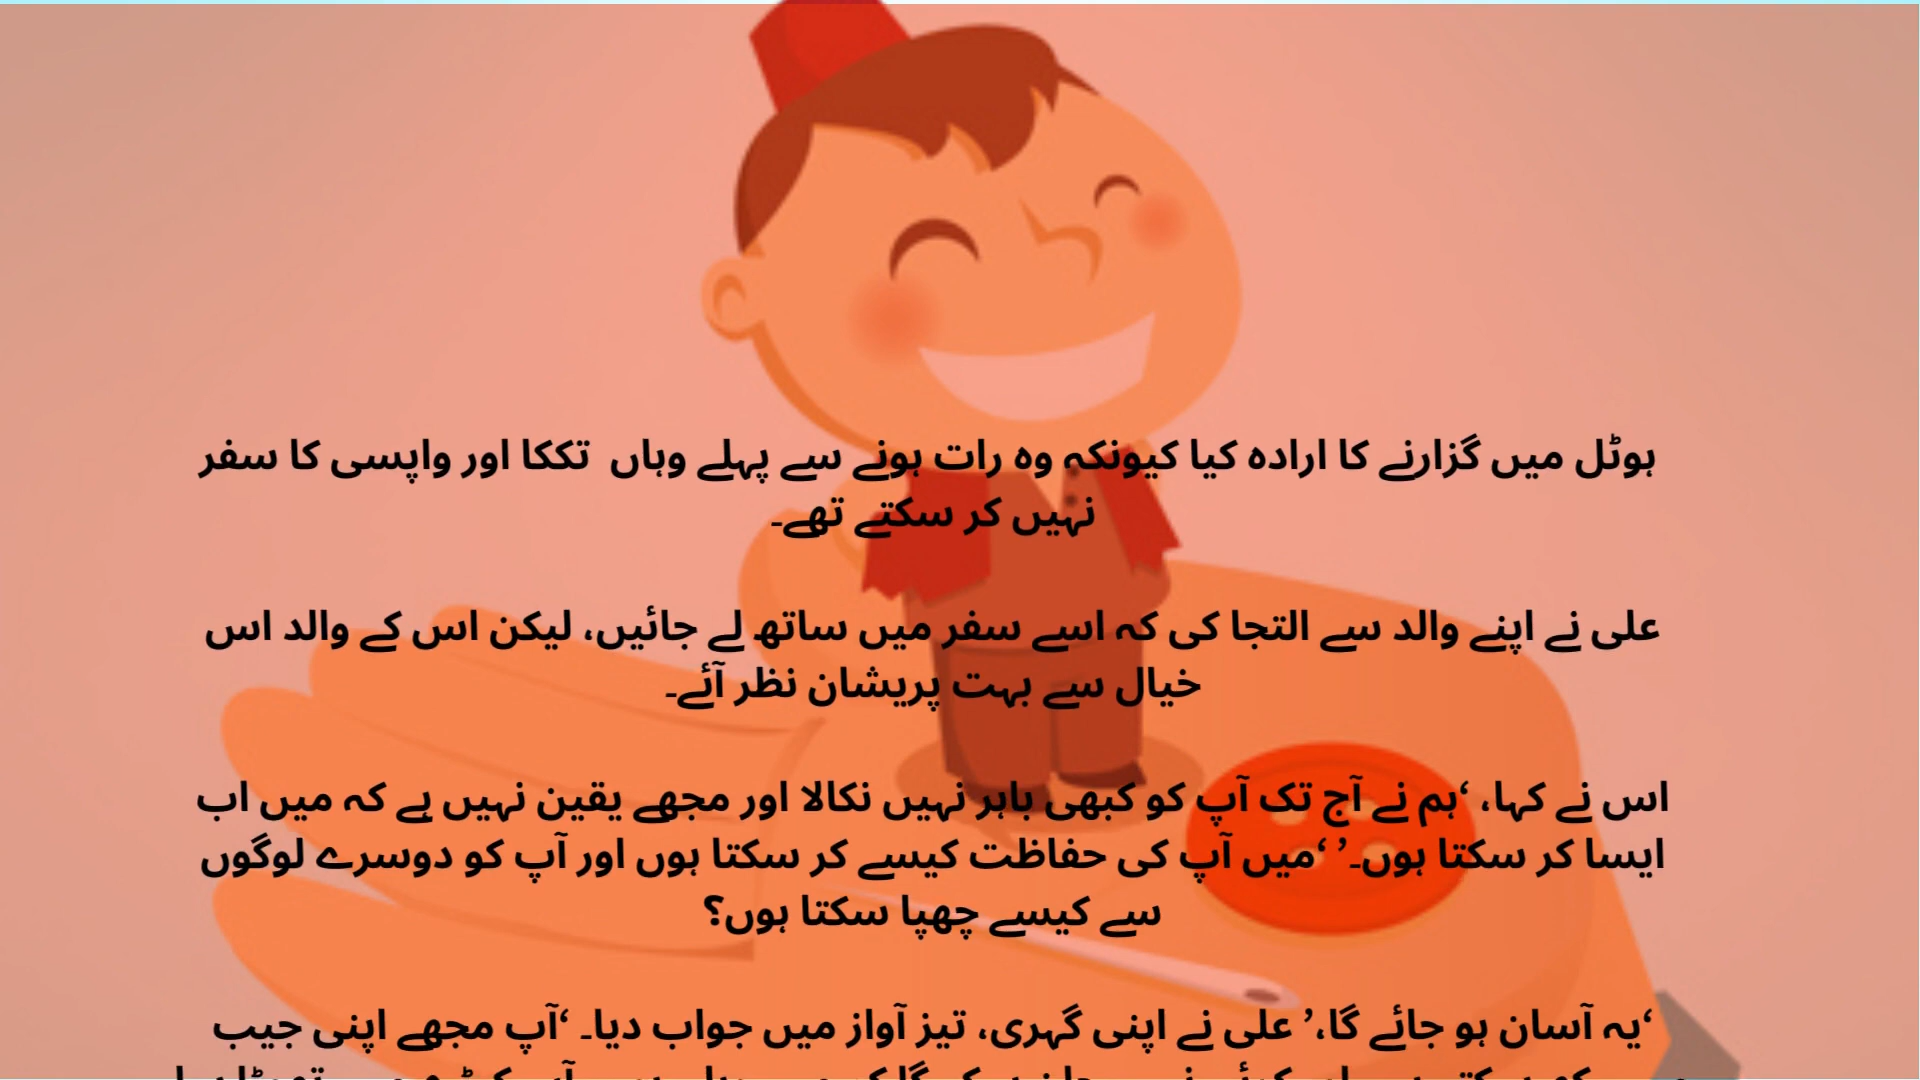 ہوٹل میں گزارنے کا ارادہ کیا کیونکہ وہ رات ہونے سے پہلے وہاں تککا اور واپسی کا سفر
نہیں کر سکتے تھے۔
علی نے اپنے والد سے التجا کی کہ اسے سفر میں ساتھ لے جائیں، لیکن اس کے والد اس
خیال سے بہت پریشان نظر آئے۔
اس نے کہا، ‘ہم نے آج تک آپ کو کبھی باہر نہیں نکالا اور مجھے یقین نہیں ہے کہ میں اب
ایسا کر سکتا ہوں۔’ ‘میں آپ کی حفاظت کیسے کر سکتا ہوں اور آپ کو دوسرے لوگوں
سے کیسے چھپا سکتا ہوں؟
‘یہ آسان ہو جائے گا،’ علی نے اپنی گہری، تیز آواز میں جواب دیا۔ ‘آپ مجھے اپنی جیب